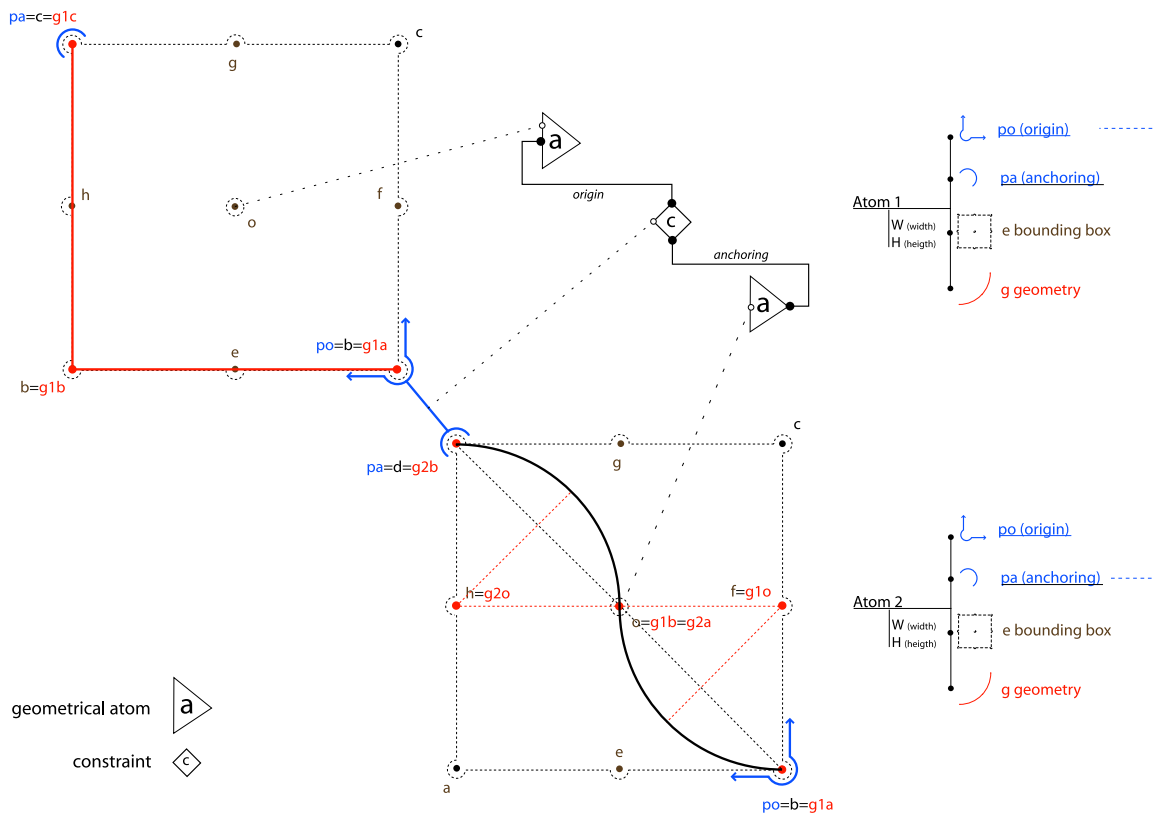 pa=c=g1c
c
g
a
po (origin)
pa (anchoring)
h
f
origin
Atom 1
o
c
W (width)
e bounding box
H (heigth)
anchoring
g geometry
a
e
po=b=g1a
b=g1b
c
pa=d=g2b
g
po (origin)
pa (anchoring)
h=g2o
f=g1o
Atom 2
o=g1b=g2a
W (width)
e bounding box
H (heigth)
g geometry
geometrical atom
a
constraint
c
e
a
po=b=g1a